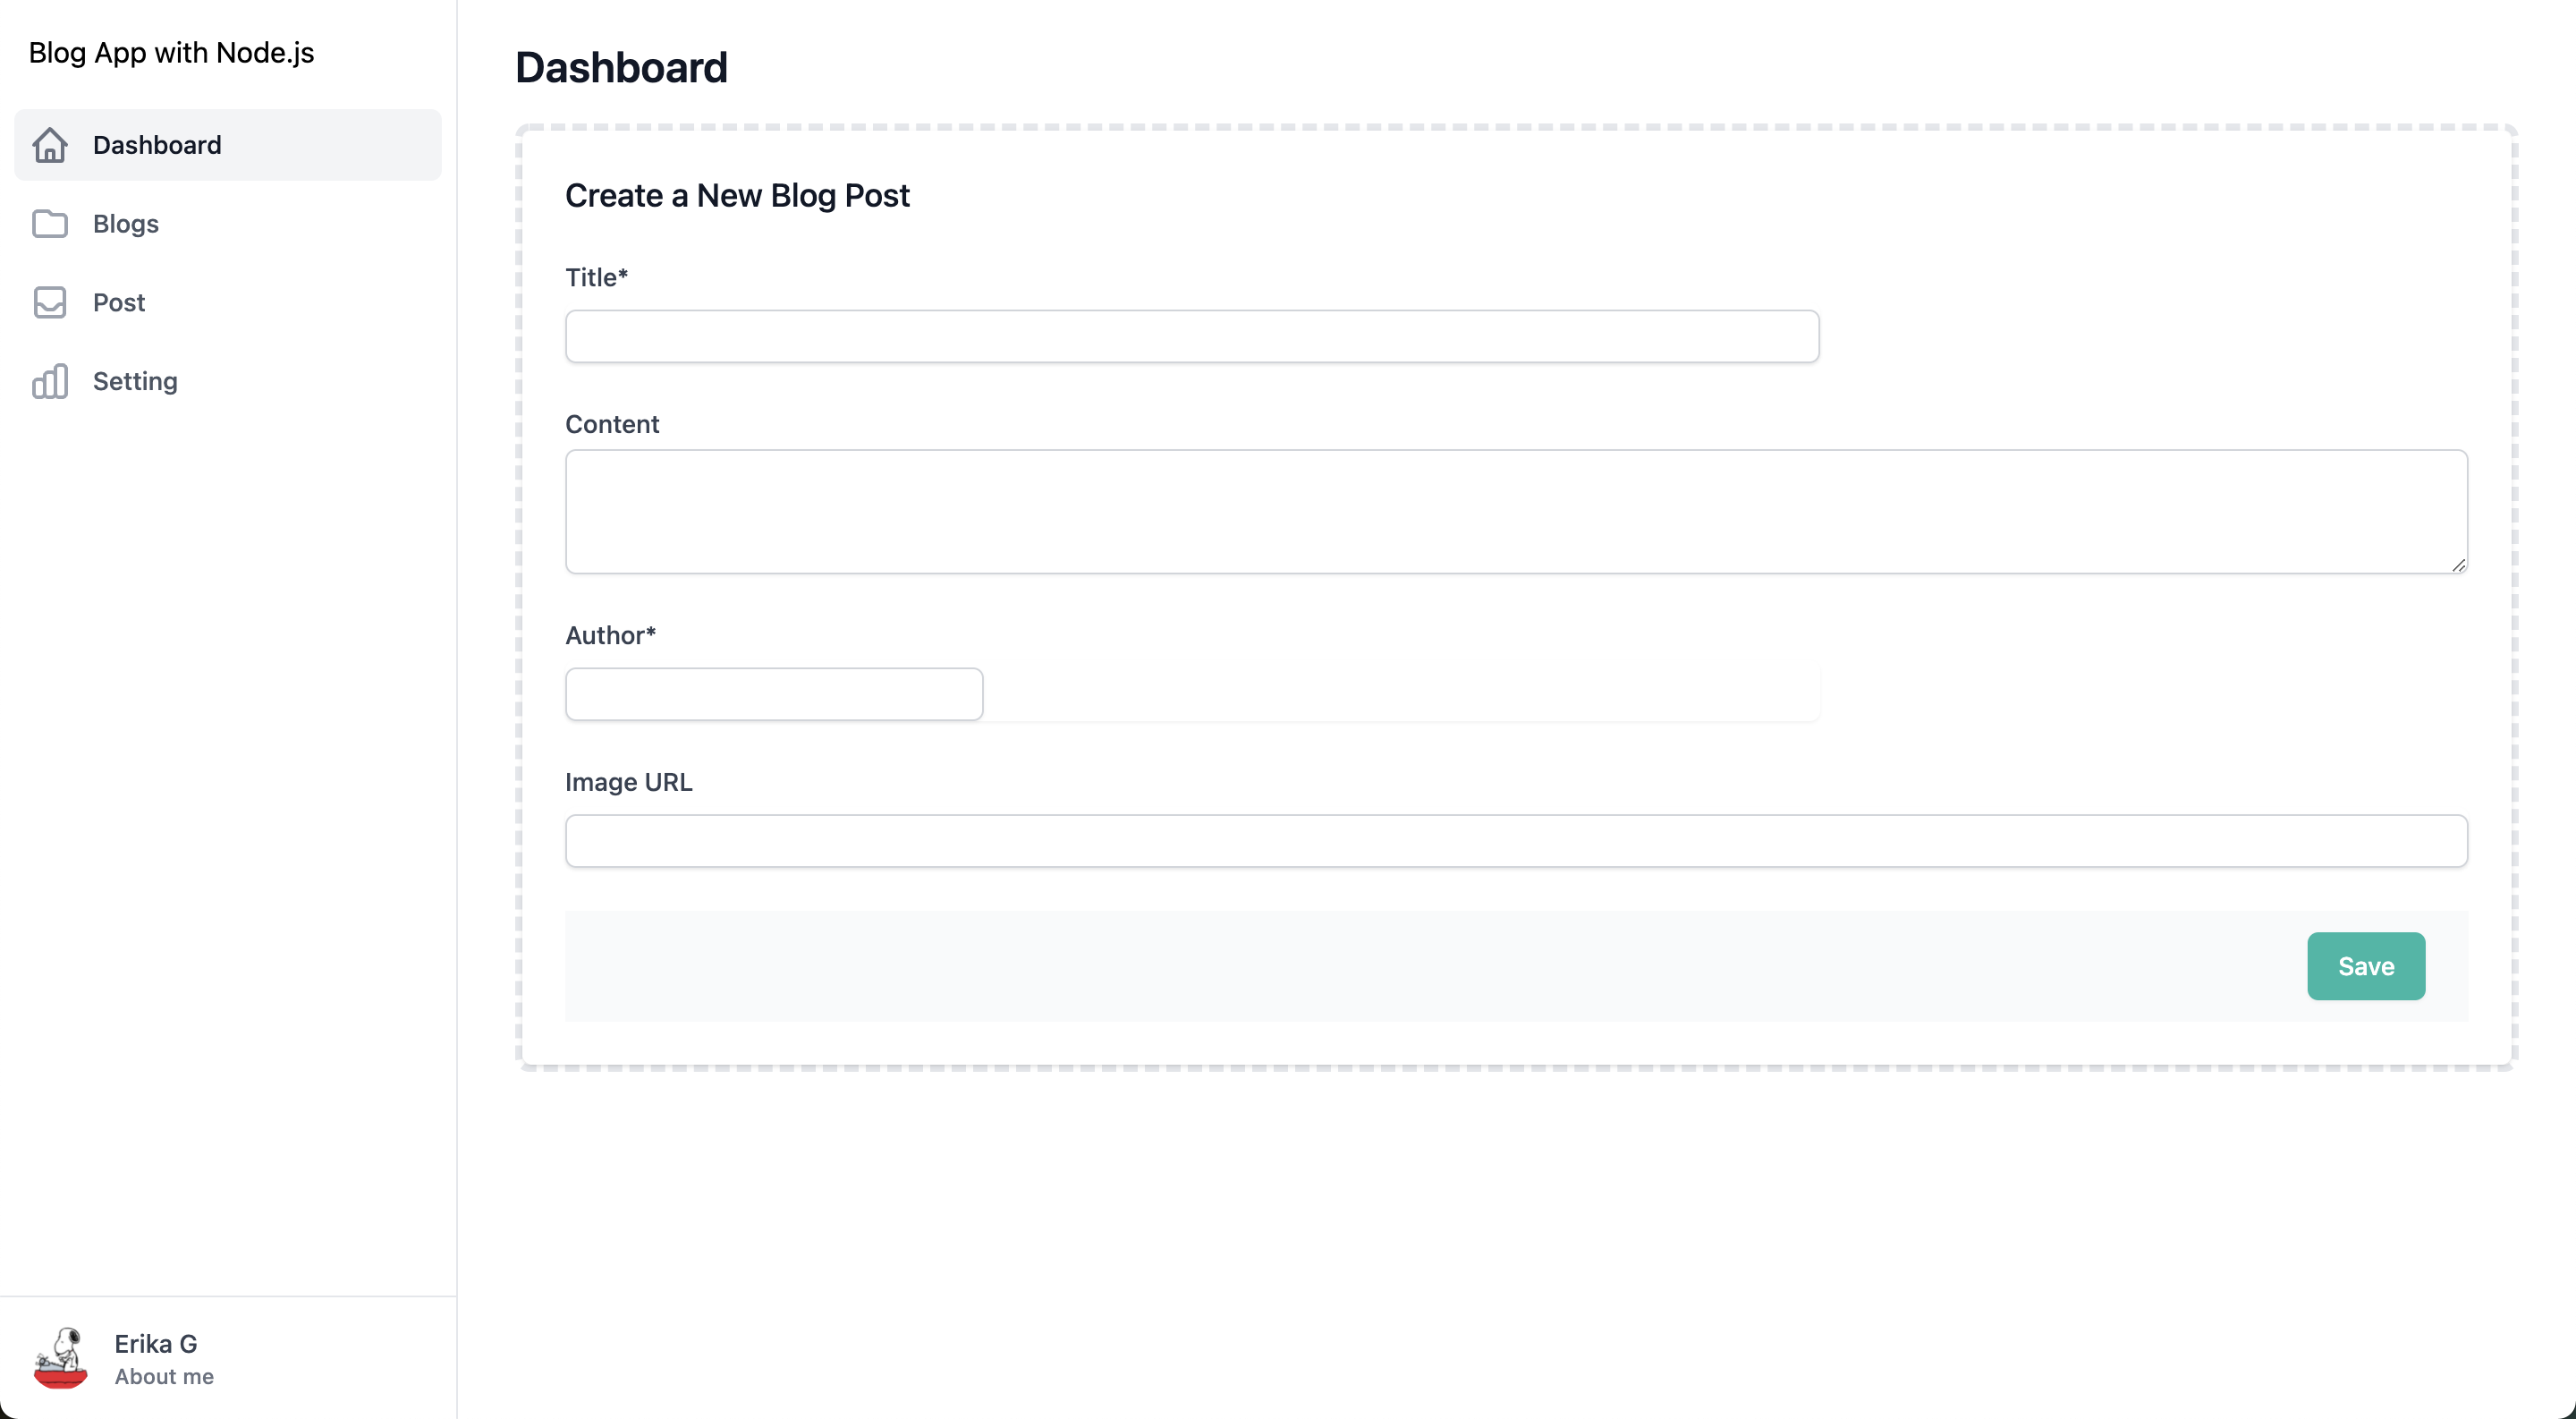 Blog App with Node.js
Dashboard
Blogs
Post
Setting
Erika G
About me
Dashboard
Create a New Blog Post
Title*
Content
Author*
Image URL
Save